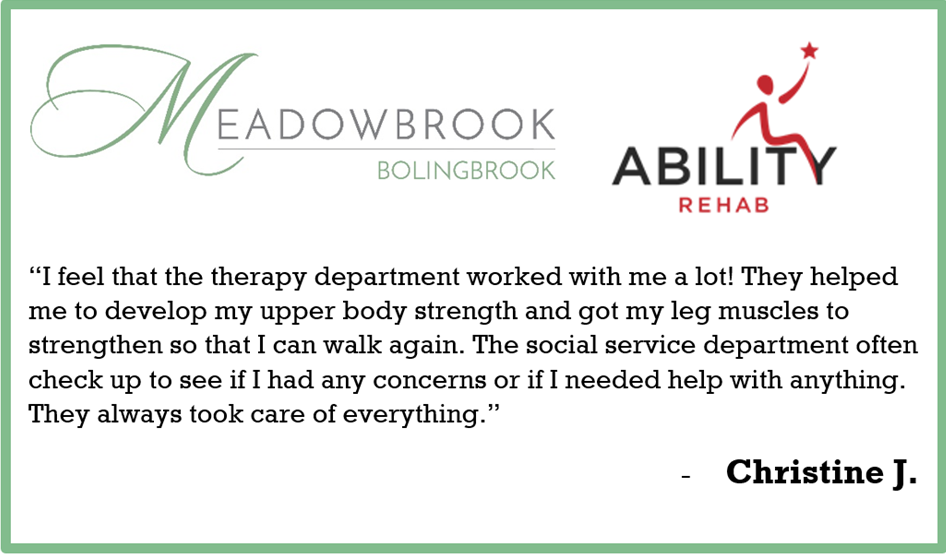 MEADOWBROOK
BOLINGBROOK
ABILITY
REHAB
“I feel that the therapy department worked with me a lot! They helped
me to develop my upper body strength and got my leg muscles to
strengthen so that I can walk again. The social service department often
check up to see if I had any concerns or if I needed help with anything.
They always took care of everything.”
- Christine J.